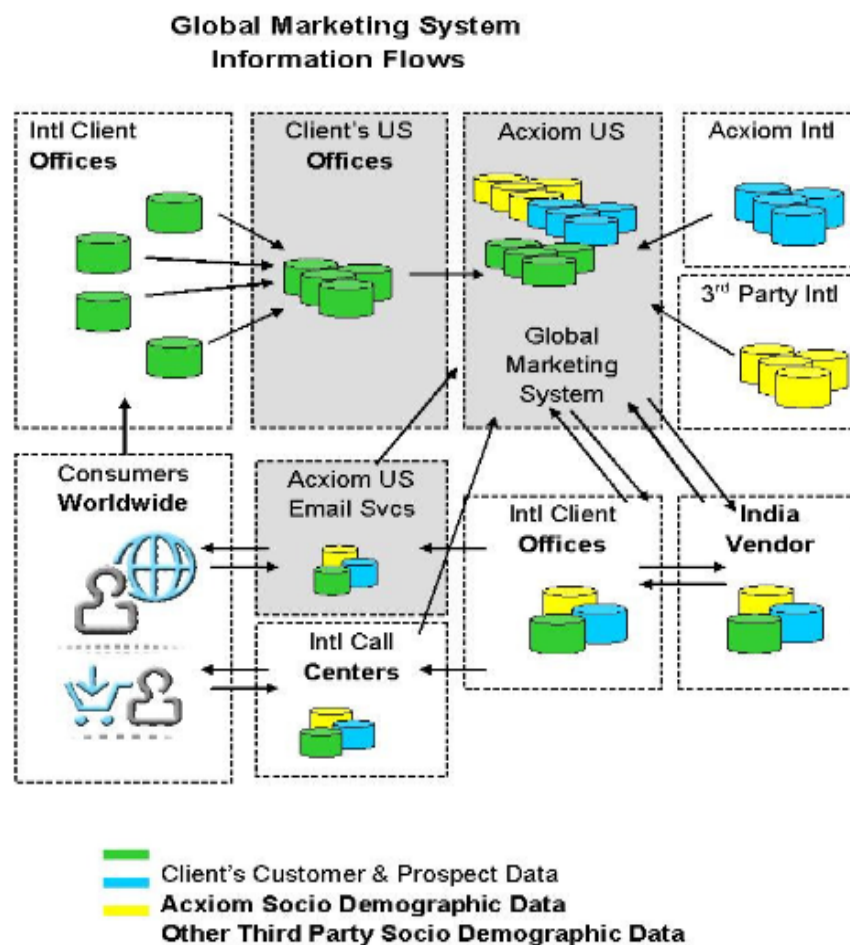 Global Marketing System
Information Flows
Intl Client
Offices
Client's US
Offices
Acxiom US
Acxiom Intl
3rd Party Intl
Global
Marketing
System
Consumers
Worldwide
Acxiom US
Email Svcs
Intl Client
Offices
India
Vendor
Intl Call
Centers
Client's Customer & Prospect Data
Acxiom Socio Demographic Data
Other Third Party Socio Demographic Data